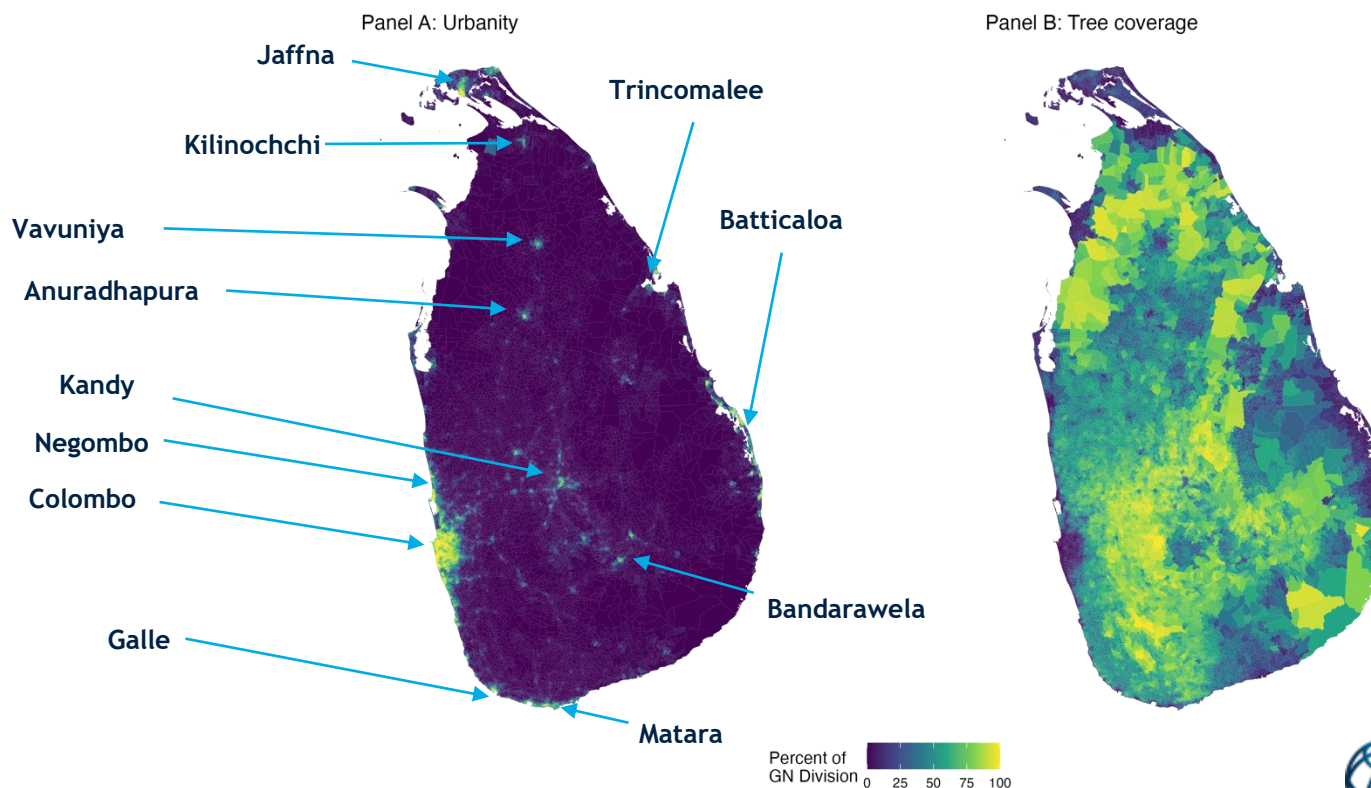 Panel A: Urbanity
Panel B: Tree coverage
Jaffna
Trincomalee
Kilinochchi
Batticaloa
Vavuniya
Anuradhapura
Kandy
Negombo
Colombo
Bandarawela
Galle
Matara
Percent of
GN Division
0 25 50 75 100